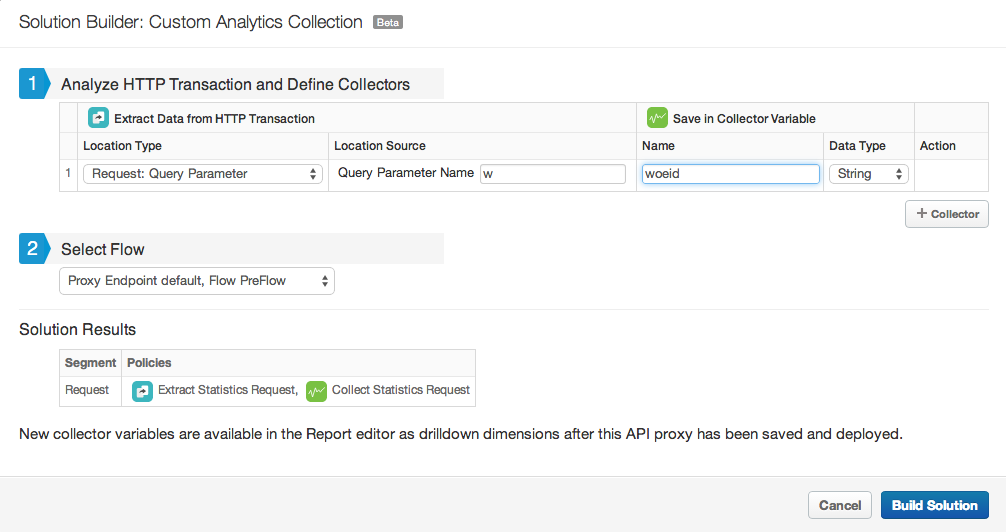 Solution Builder: Custom Analytics Collection Beta
1 Analyze HTTP Transaction and Define Collectors
Extract Data from HTTP Transaction Save in Collector Variable
Location Type Location Source Name Data Type Action
1 Request: Query Parameter Query Parameter Name w woeid String
+ Collector
2 Select Flow
Proxy Endpoint default, Flow PreFlow
Solution Results
Segment Policies
Request Extract Statistics Request, Collect Statistics Request
New collector variables are available in the Report editor as drilldown dimensions after this API proxy has been saved and deployed.
Cancel Build Solution